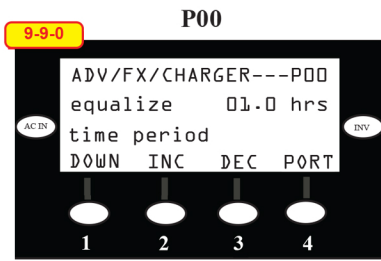 P00
9-9-0
ADV/FX/CHARGER---P00
equalize 01.0 hrs
AC IN
INV
time period
DOWN INC DEC PORT
1 2 3 4